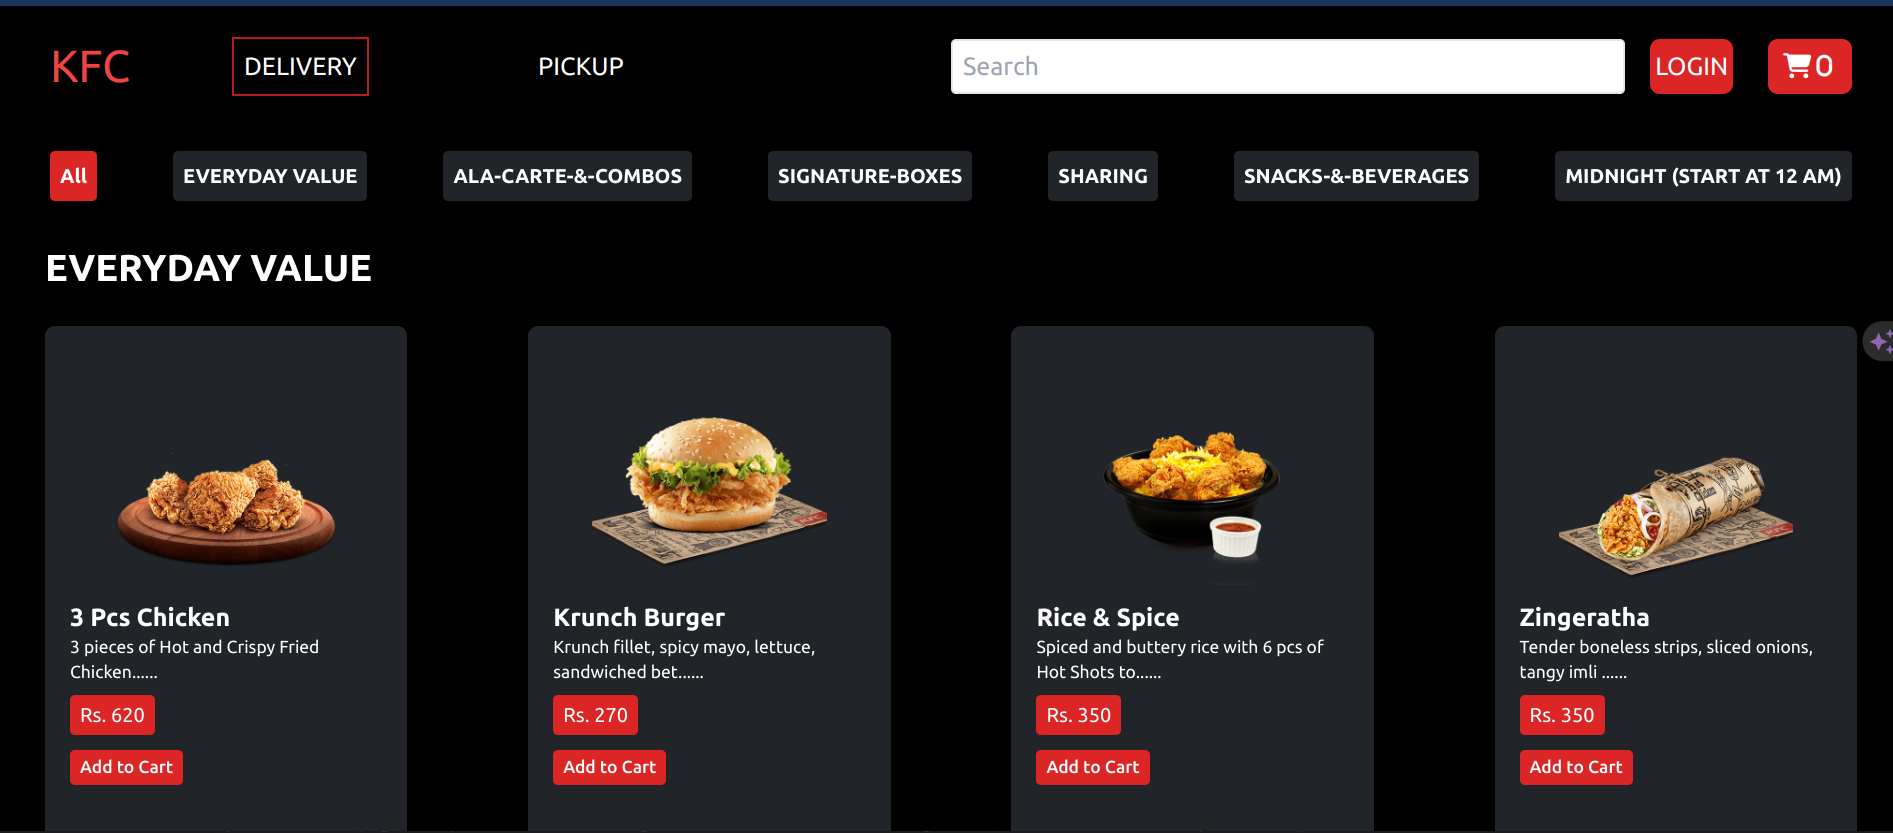 KFC
DELIVERY
PICKUP
Search
LOGIN
0
All
EVERYDAY VALUE
ALA-CARTE-&-COMBOS
SIGNATURE-BOXES
SHARING
SNACKS-&-BEVERAGES
MIDNIGHT (START AT 12 AM)
EVERYDAY VALUE
3 Pcs Chicken
3 pieces of Hot and Crispy Fried
Chicken......
Rs. 620
Add to Cart
Krunch Burger
Krunch fillet, spicy mayo, lettuce,
sandwiched bet......
Rs. 270
Add to Cart
KFC
Rice & Spice
Spiced and buttery rice with 6 pcs of
Hot Shots to......
Rs. 350
Add to Cart
KFC
Zingeratha
Tender boneless strips, sliced onions,
tangy imli ......
Rs. 350
Add to Cart